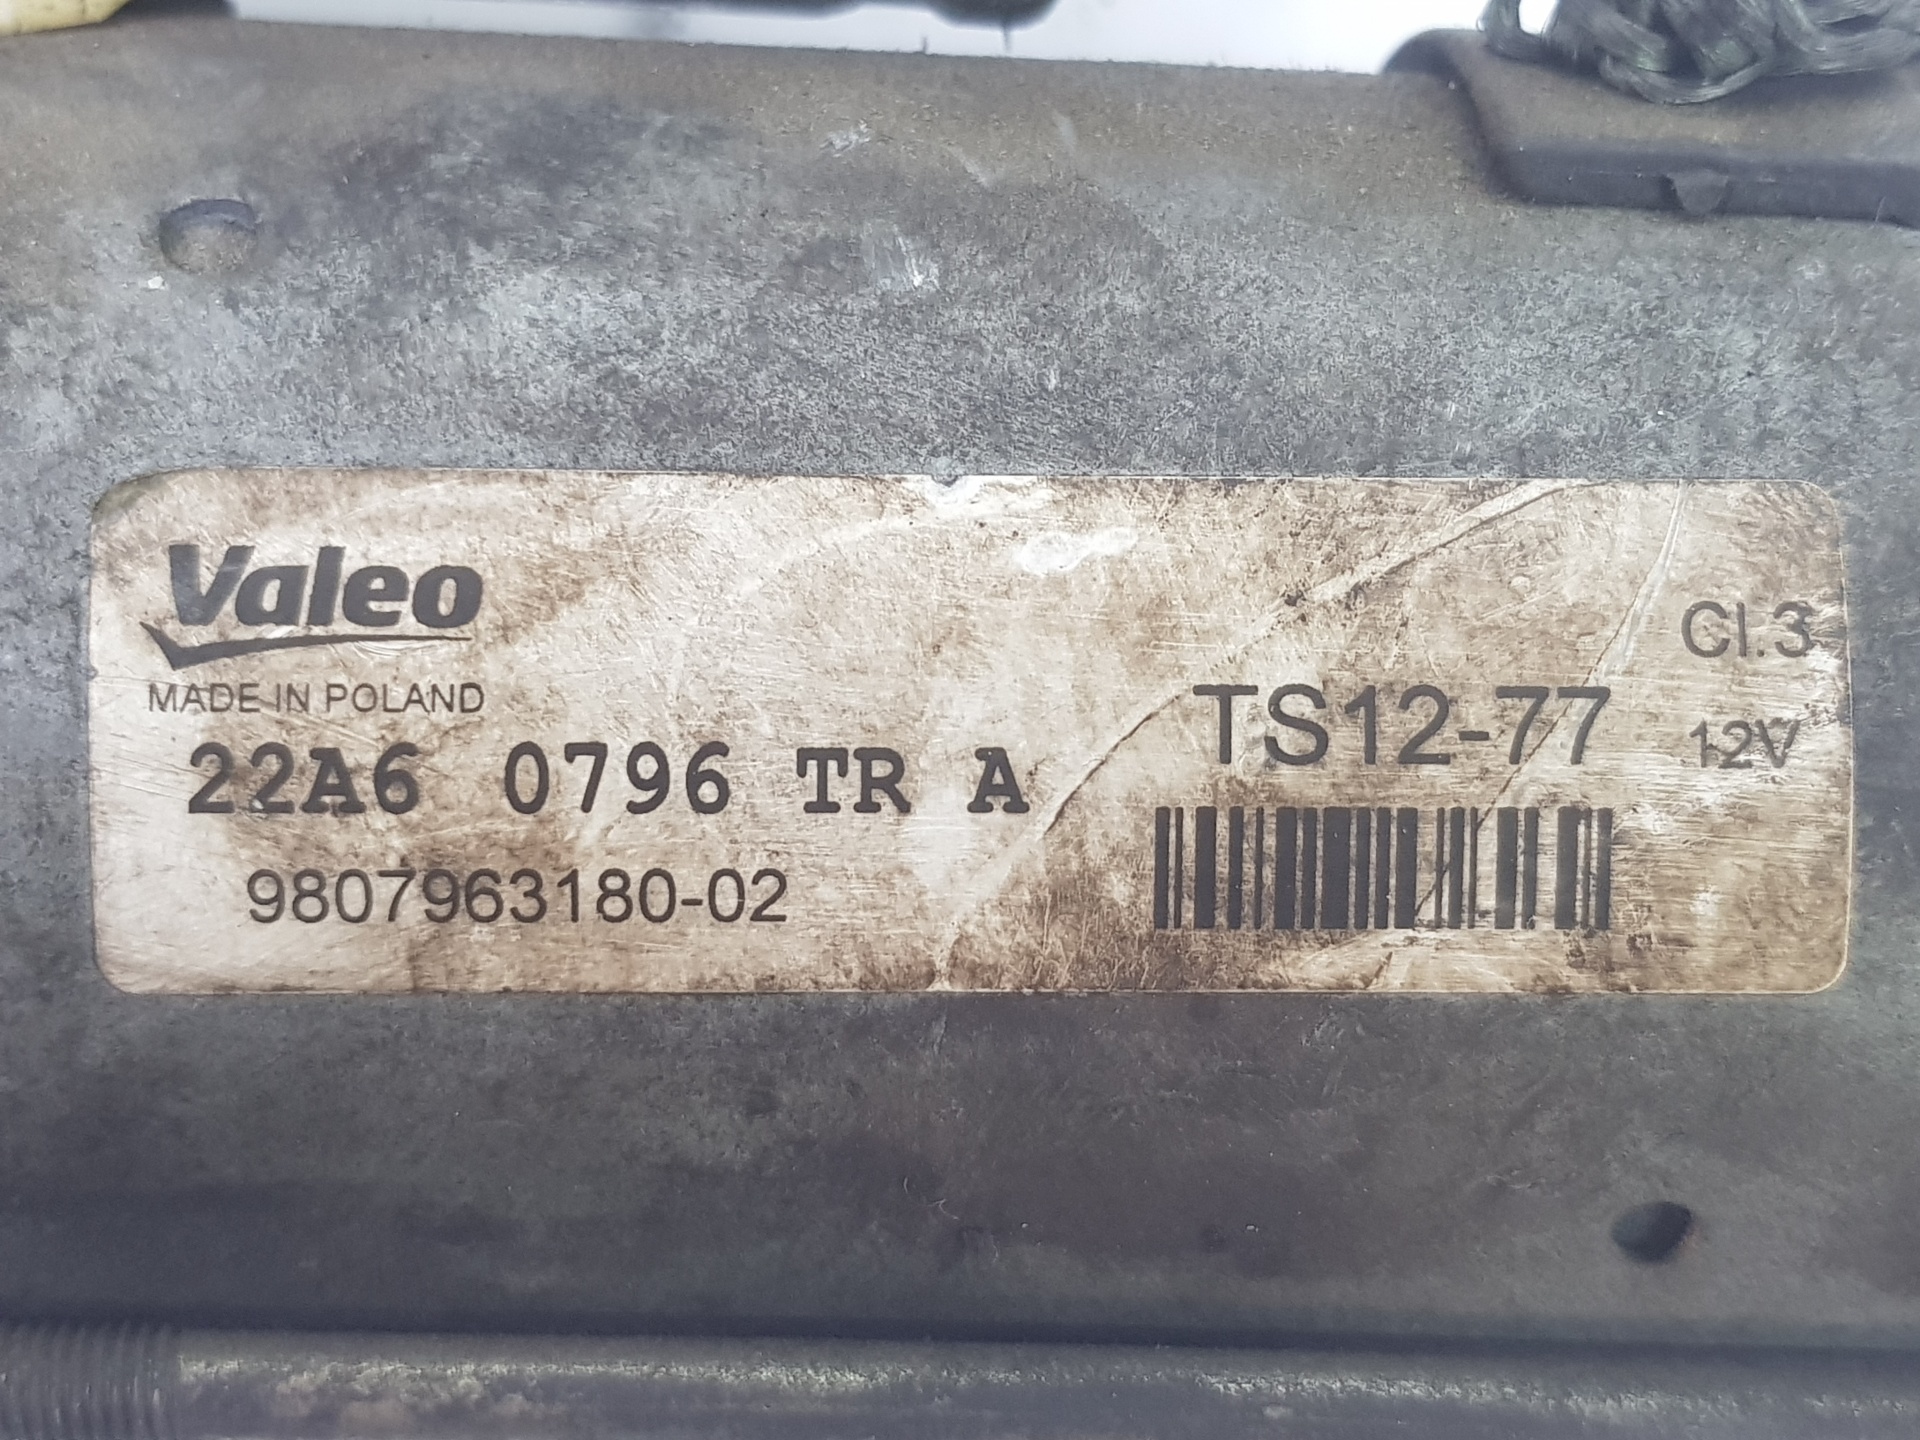 Valeo
MADE IN POLAND
22A6 0796 TR A
9807963180-02
TS12-77
Cl.3
12V